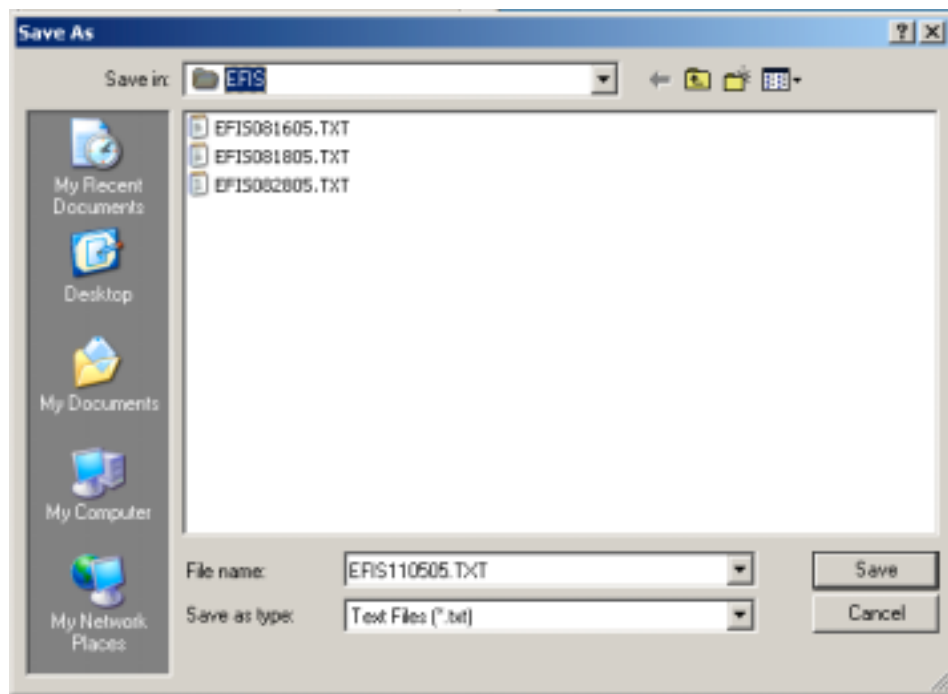 Save As
Save in:
EFIS
EFIS081605.TXT
EFIS081805.TXT
EFIS082805.TXT
My Recent
Documents
Desktop
My Documents
My Computer
My Network
Places
File name:
EFIS110505.TXT
Save
Save as type:
Text Files (*.txt)
Cancel